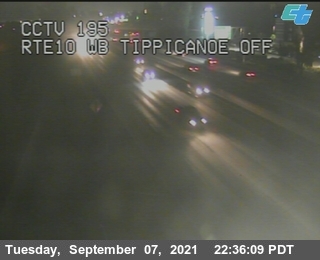 CCTV 195
RTE10 WB TIPPICANOE OFF
Tuesday, September 07, 2021 22:36:09 PDT